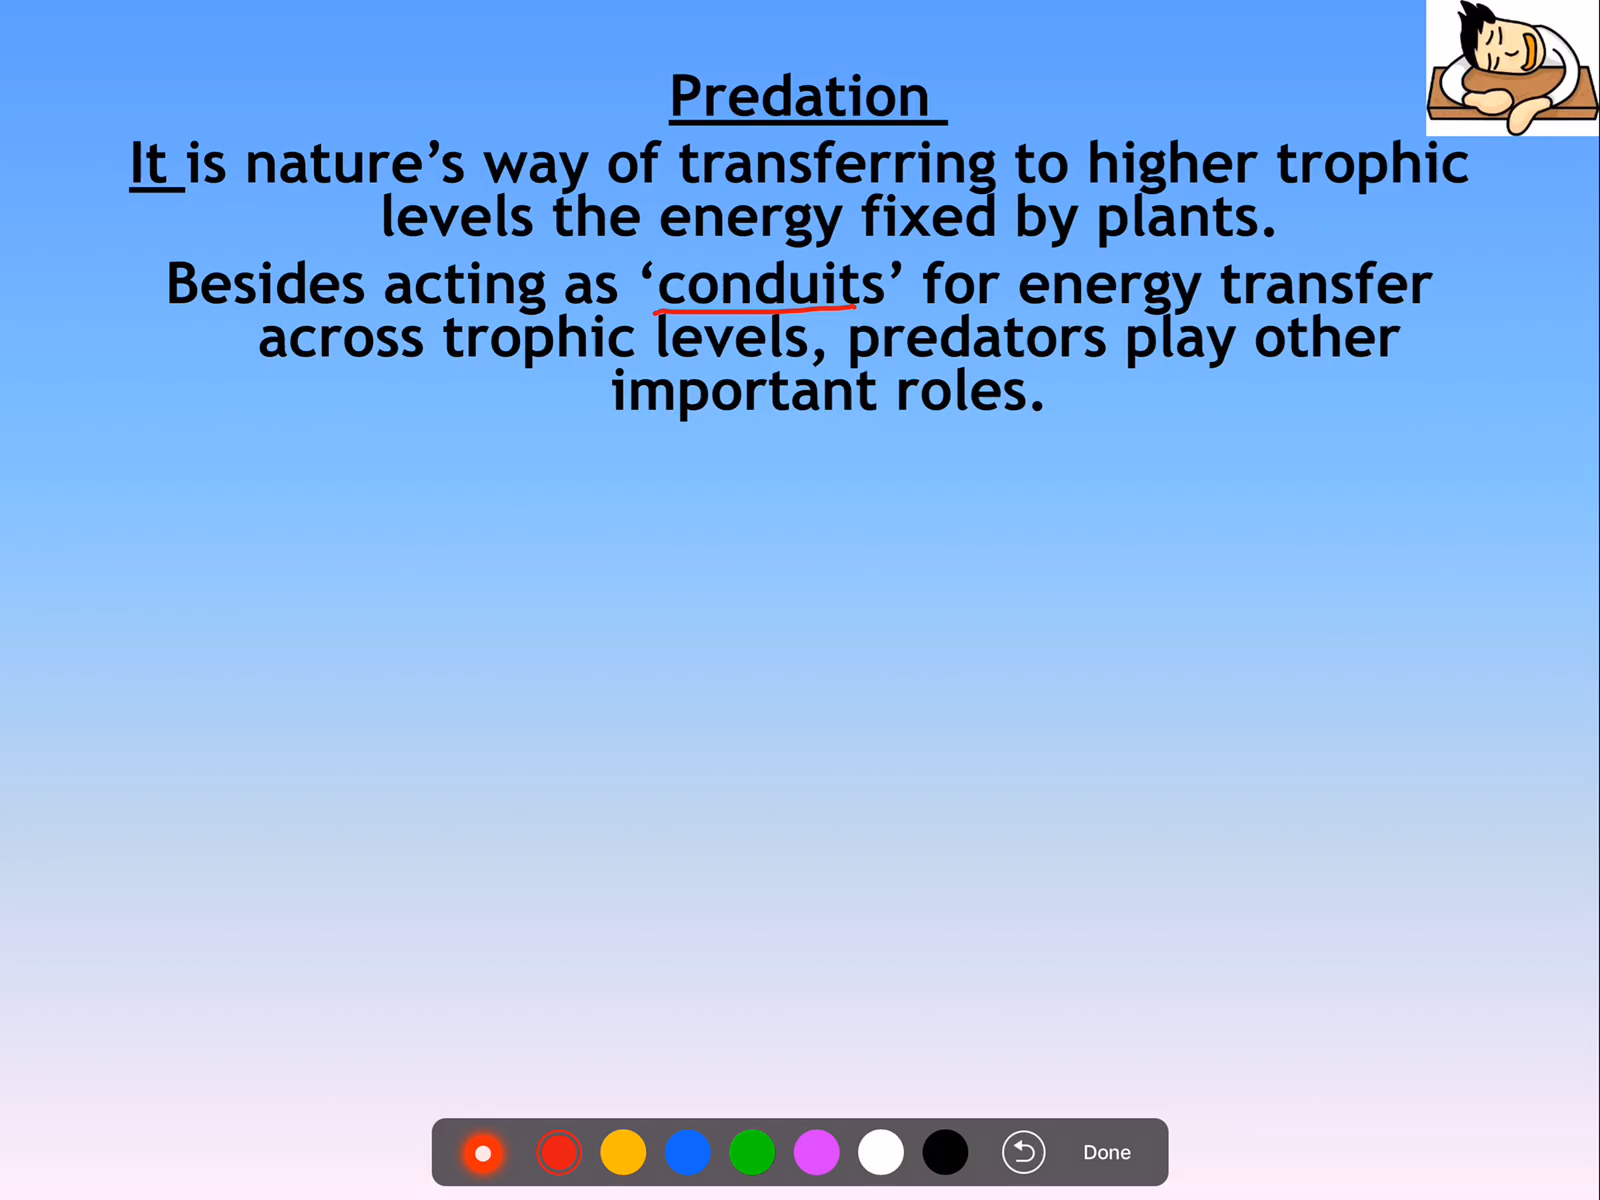 Predation
It is nature’s way of transferring to higher trophic
levels the energy fixed by plants.
Besides acting as ‘conduits’ for energy transfer
across trophic levels, predators play other
important roles.
Done